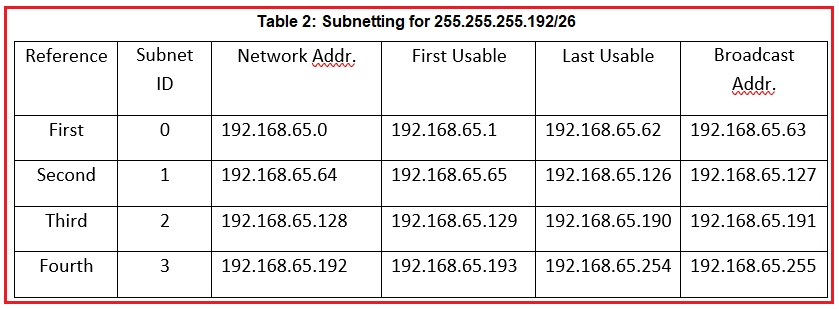 Table 2: Subnetting for 255.255.255.192/26
Reference Subnet ID Network Addr. First Usable Last Usable Broadcast Addr.
First 0 192.168.65.0 192.168.65.1 192.168.65.62 192.168.65.63
Second 1 192.168.65.64 192.168.65.65 192.168.65.126 192.168.65.127
Third 2 192.168.65.128 192.168.65.129 192.168.65.190 192.168.65.191
Fourth 3 192.168.65.192 192.168.65.193 192.168.65.254 192.168.65.255